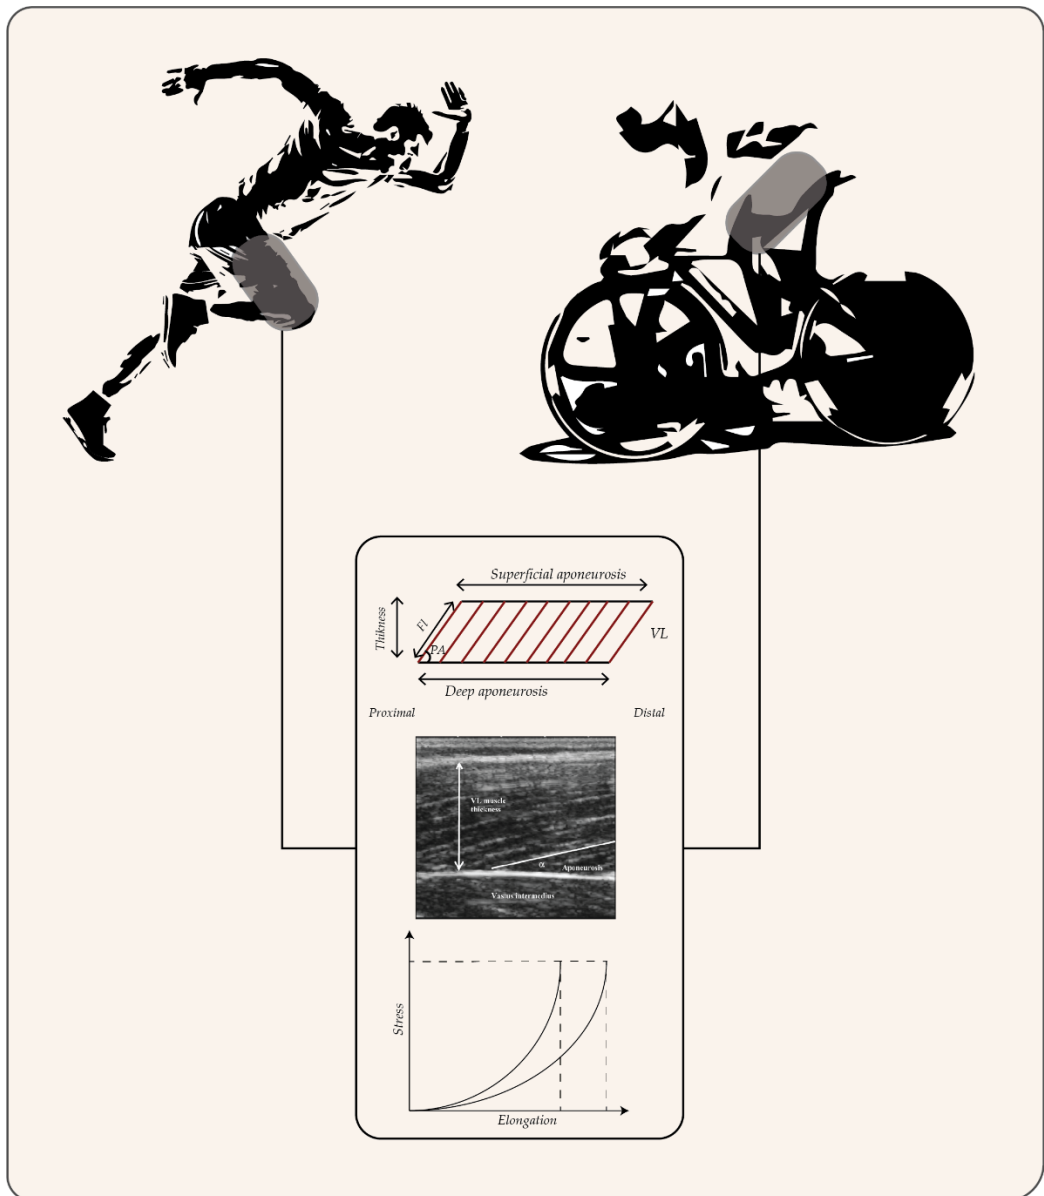 Superficial aponeurosis
Thikness
Fl
PA
VL
Deep aponeurosis
Proximal
Distal
VL muscle
thickness
α
Aponeurosis
Vastus Intermedius
Stress
Elongation